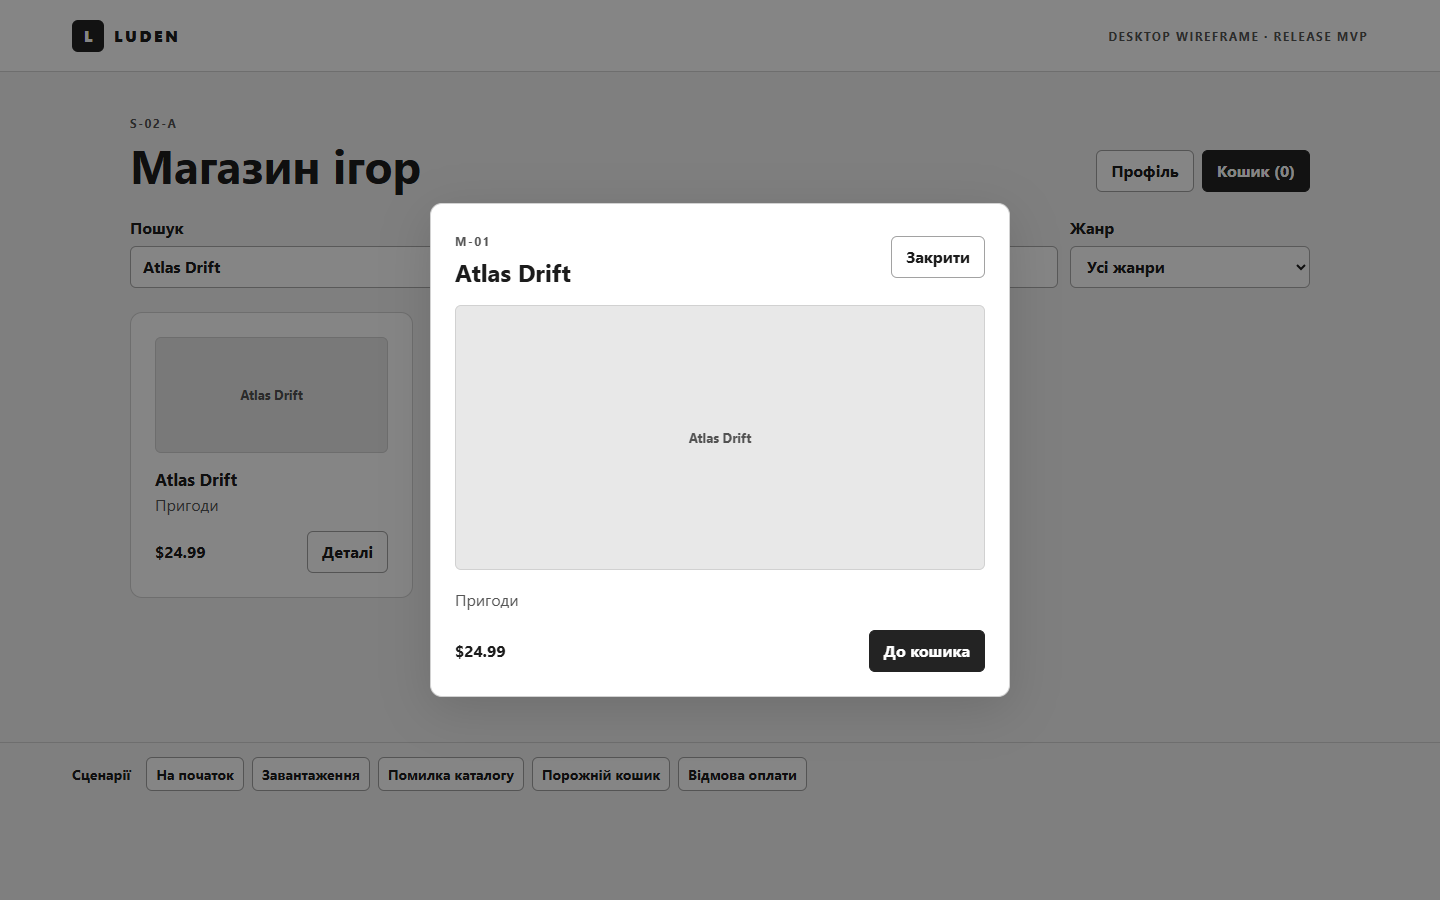 L LUDEN
DESKTOP WIREFRAME · RELEASE MVP
S-02-A
Магазин ігор
Профіль
Кошик (0)
Пошук
Atlas Drift
Жанр
Усі жанри
Atlas Drift
Atlas Drift
Пригоди
$24.99
Деталі
M-01
Atlas Drift
Закрити
Atlas Drift
Пригоди
$24.99
До кошика
Сценарії
На початок
Завантаження
Помилка каталогу
Порожній кошик
Відмова оплати